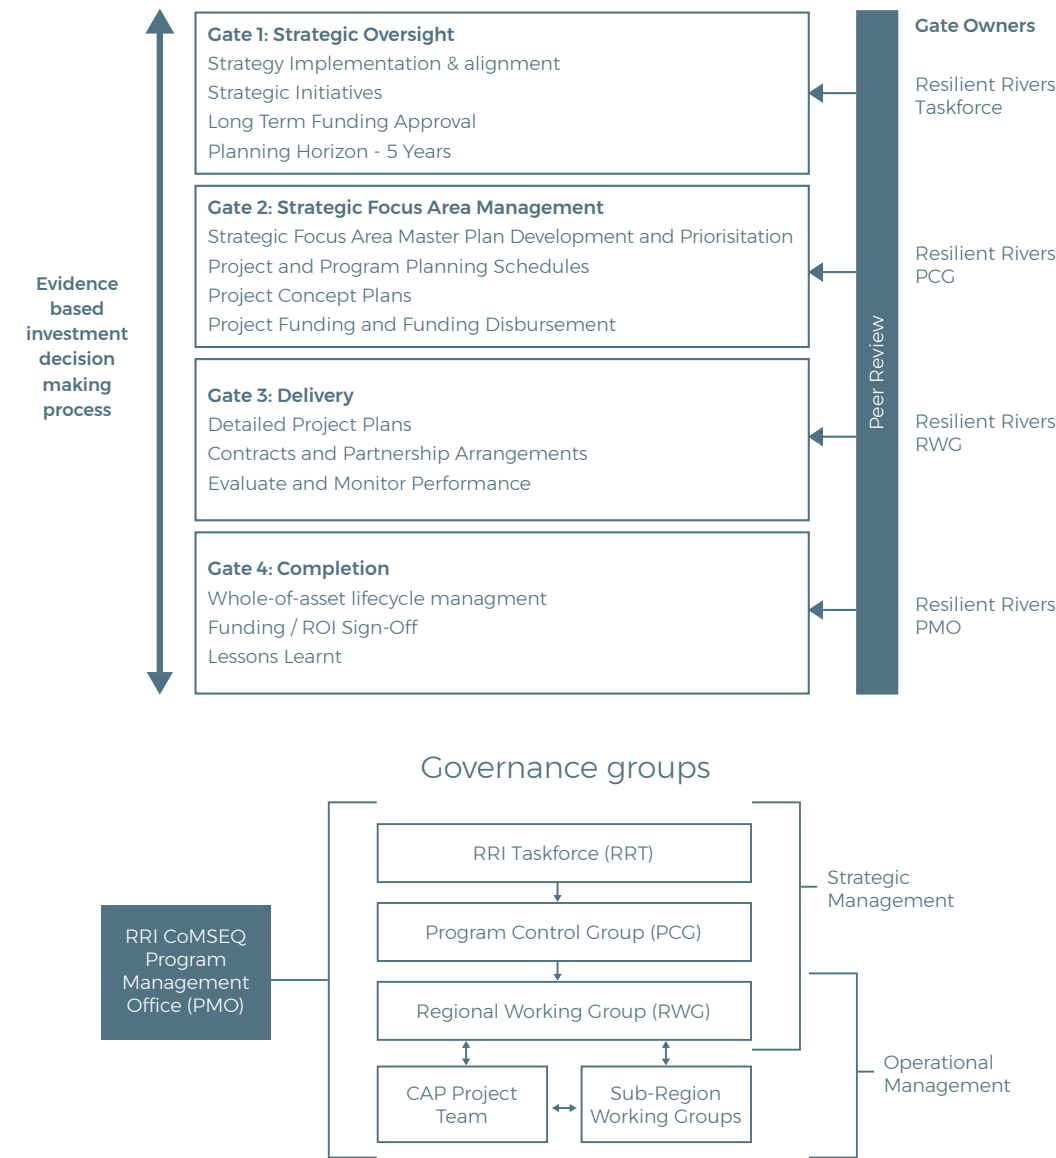 Gate 1: Strategic Oversight
Strategy Implementation & alignment
Strategic Initiatives
Long Term Funding Approval
Planning Horizon - 5 Years
Gate 2: Strategic Focus Area Management
Strategic Focus Area Master Plan Development and Priorisitation
Project and Program Planning Schedules
Project Concept Plans
Project Funding and Funding Disbursement
Gate 3: Delivery
Detailed Project Plans
Contracts and Partnership Arrangements
Evaluate and Monitor Performance
Gate 4: Completion
Whole-of-asset lifecycle managment
Funding / ROI Sign-Off
Lessons Learnt
Evidence
based
investment
decision
making
process
Peer Review
Gate Owners
Resilient Rivers
Taskforce
Resilient Rivers
PCG
Resilient Rivers
RWG
Resilient Rivers
PMO
Governance groups
RRI CoMSEQ
Program
Management
Office (PMO)
RRI Taskforce (RRT)
Program Control Group (PCG)
Regional Working Group (RWG)
CAP Project
Team
Sub-Region
Working Groups
Strategic
Management
Operational
Management